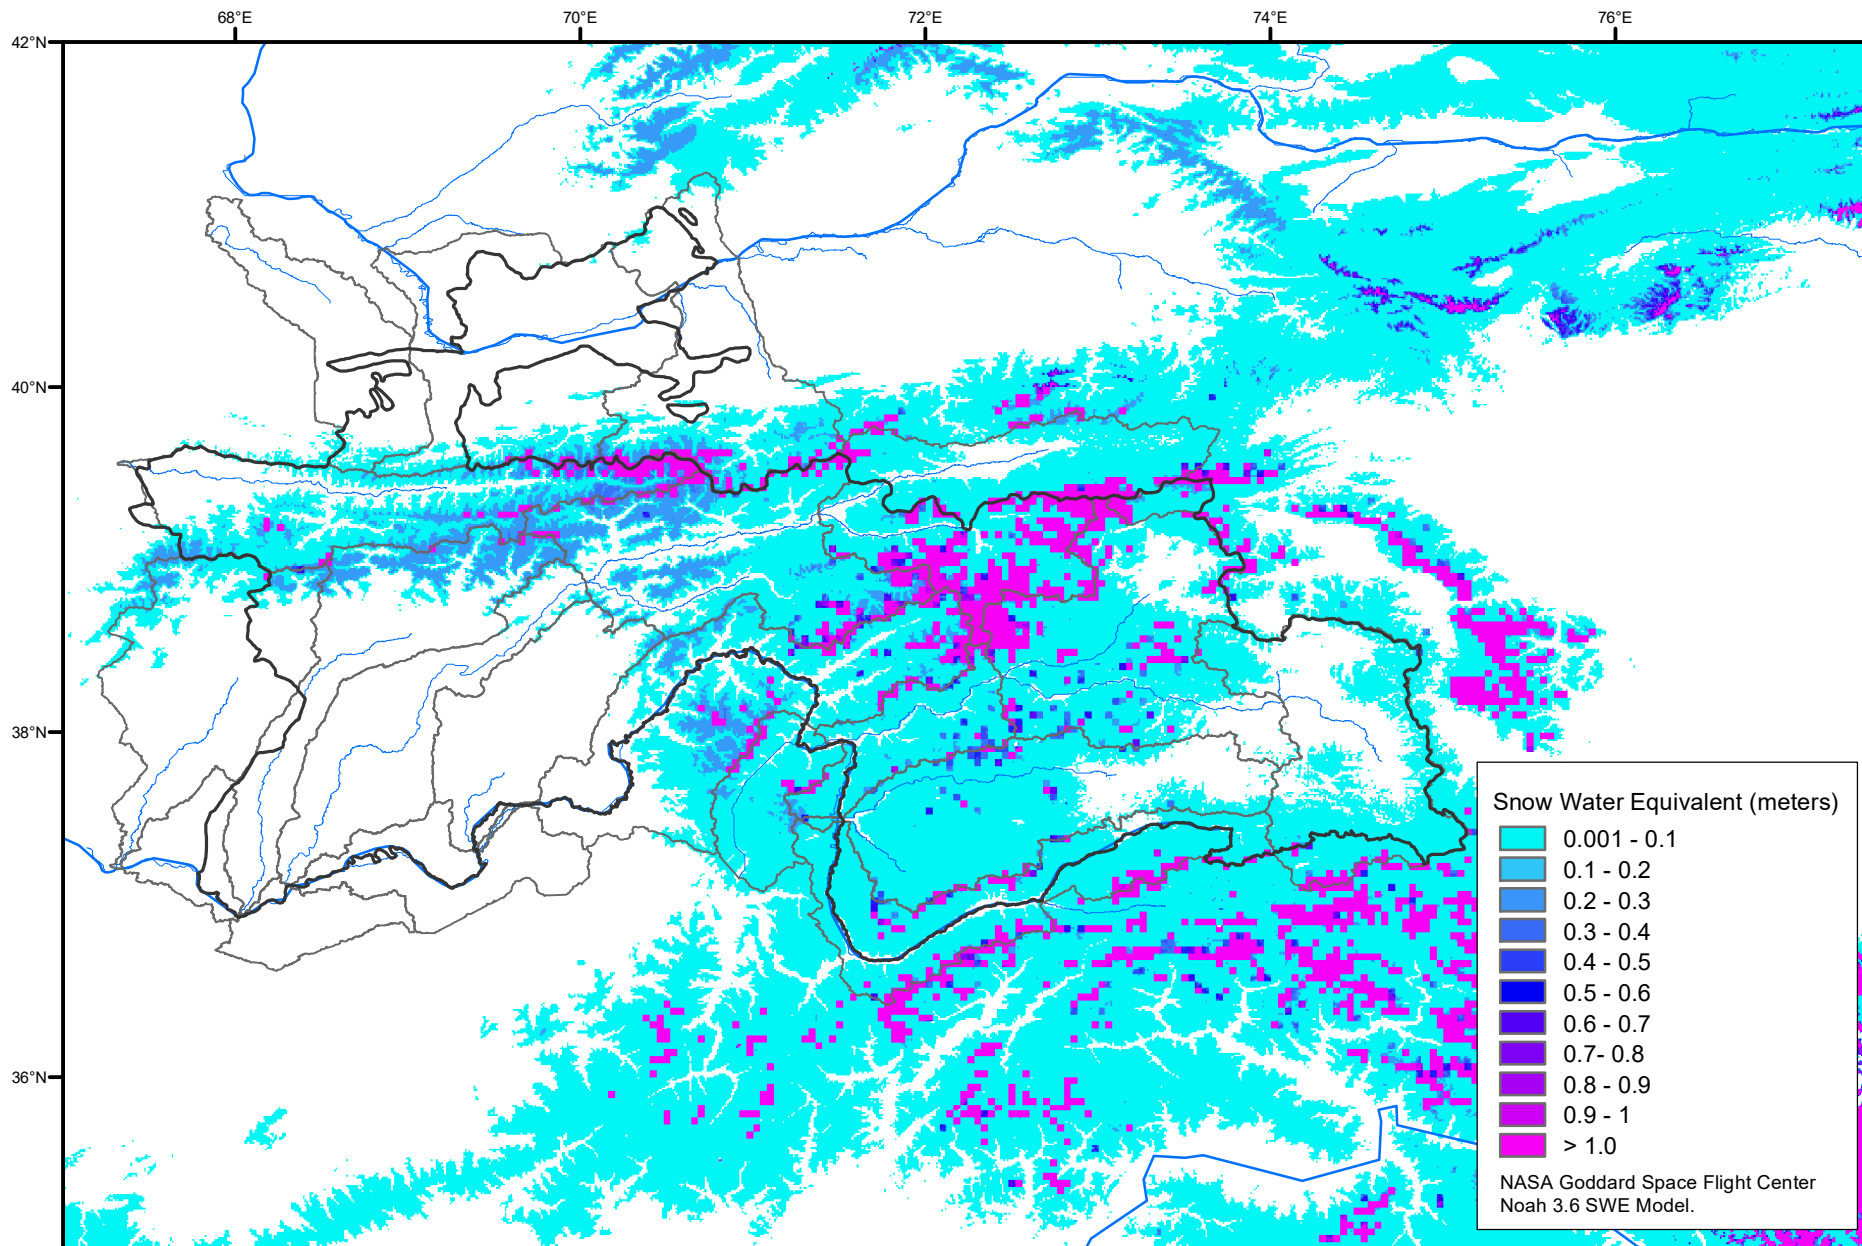 68°E 70°E 72°E 74°E 76°E
42°N
40°N
38°N
36°N
Snow Water Equivalent (meters)
0.001 - 0.1
0.1 - 0.2
0.2 - 0.3
0.3 - 0.4
0.4 - 0.5
0.5 - 0.6
0.6 - 0.7
0.7- 0.8
0.8 - 0.9
0.9 - 1
> 1.0
NASA Goddard Space Flight Center
Noah 3.6 SWE Model.